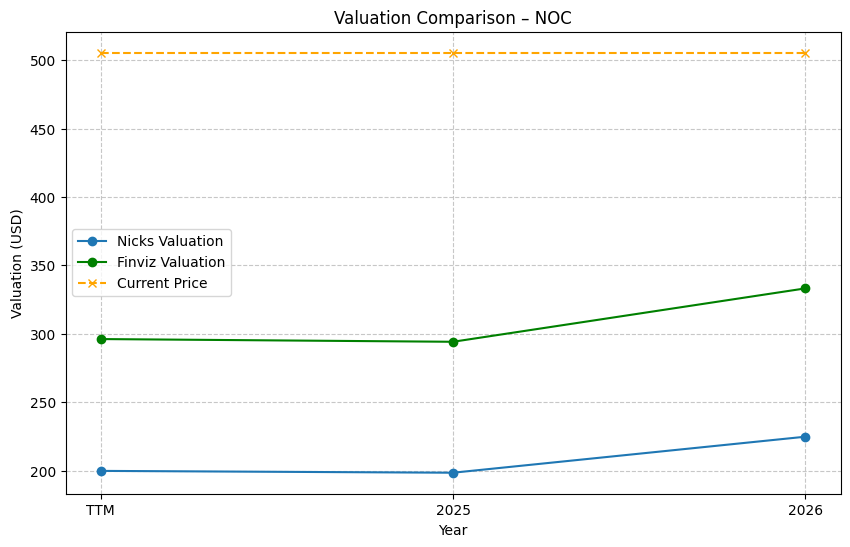 Valuation Comparison – NOC
Valuation (USD)
500
450
400
350
300
250
200
Nicks Valuation
Finviz Valuation
Current Price
TTM
2025
2026
Year